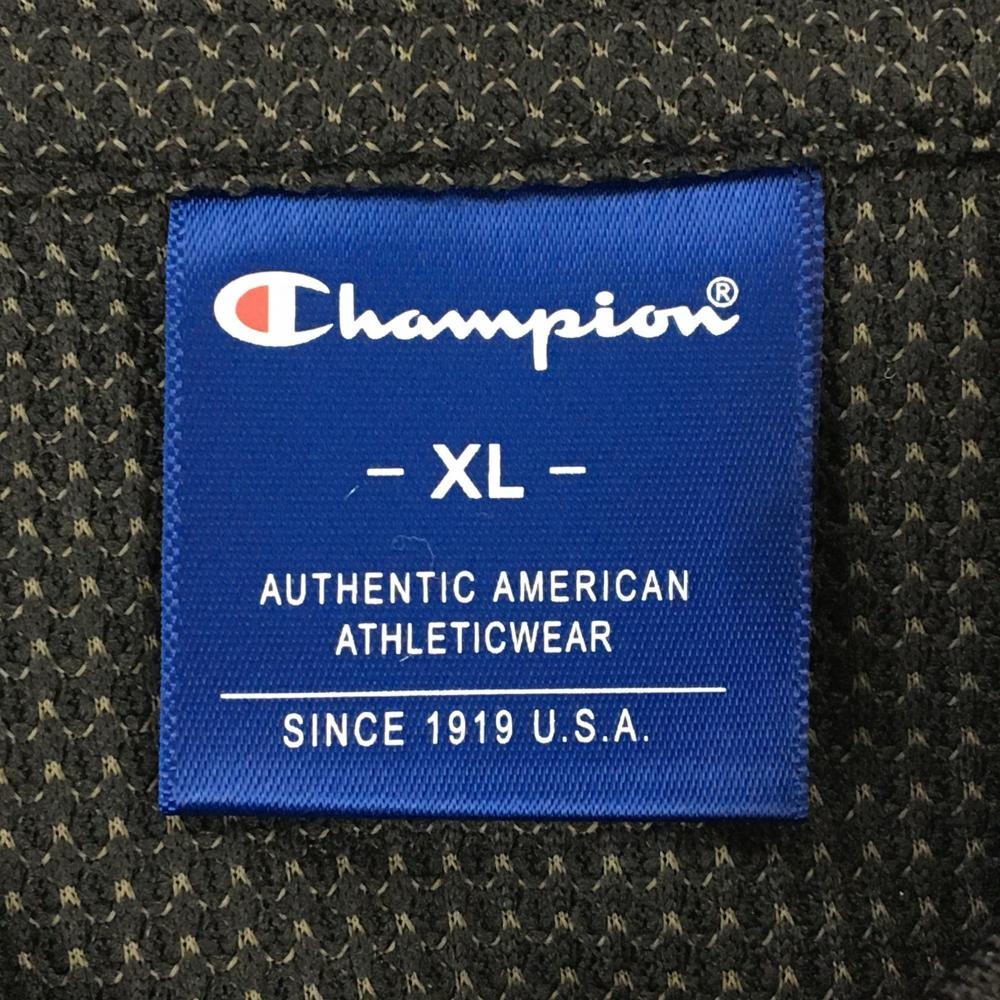 Champion®
– XL –
AUTHENTIC AMERICAN
ATHLETICWEAR
SINCE 1919 U.S.A.